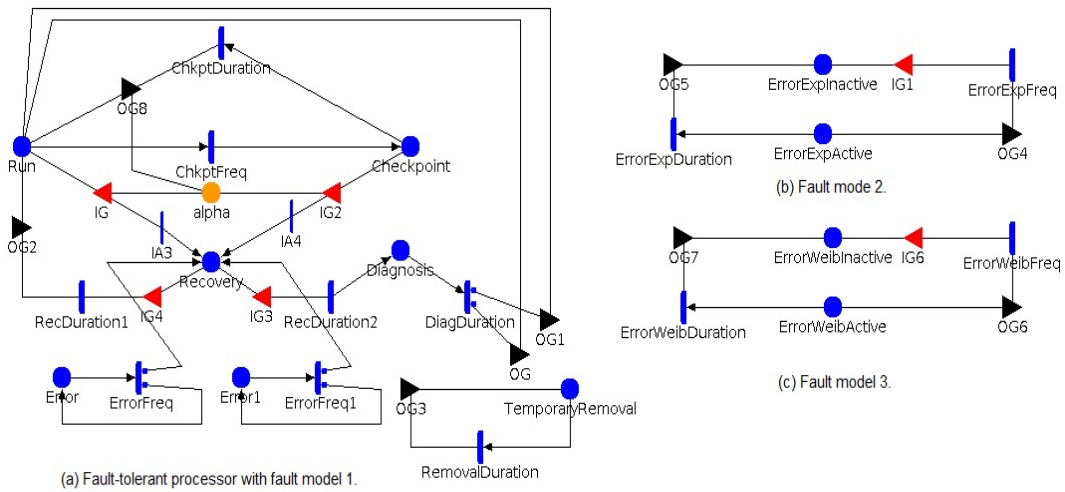 ChkptDuration
OG8
Run
ChkptFreq
Checkpoint
IG
alpha
IG2
OG2
IA3
IA4
Recovery
Diagnosis
RecDuration1
IG4
IG3
RecDuration2
DiagDuration
OG1
OG
Error
ErrorFreq
Error1
ErrorFreq1
OG3
TemporaryRemoval
RemovalDuration
(a) Fault-tolerant processor with fault model 1.
OG5
ErrorExpInactive
IG1
ErrorExpFreq
ErrorExpDuration
ErrorExpActive
OG4
(b) Fault mode 2.
OG7
ErrorWeibInactive
IG6
ErrorWeibFreq
ErrorWeibDuration
ErrorWeibActive
OG6
(c) Fault model 3.